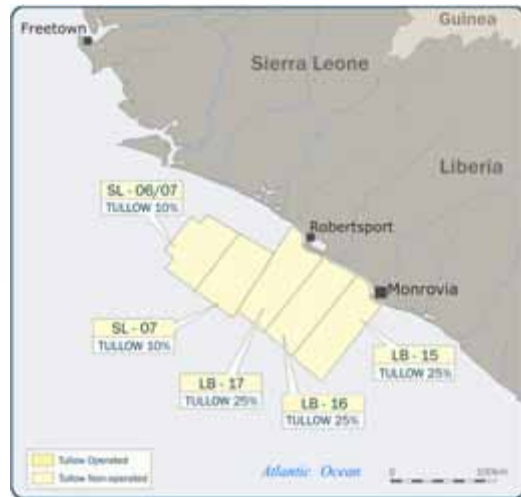 Guinea
Freetown
Sierra Leone
Liberia
SL - 06/07
TULLOW 10%
Robertsport
Monrovia
SL - 07
TULLOW 10%
LB - 17
TULLOW 25%
LB - 16
TULLOW 25%
LB - 15
TULLOW 25%
Tullow Operated
Tullow Non-operated
Atlantic Ocean
0 100km